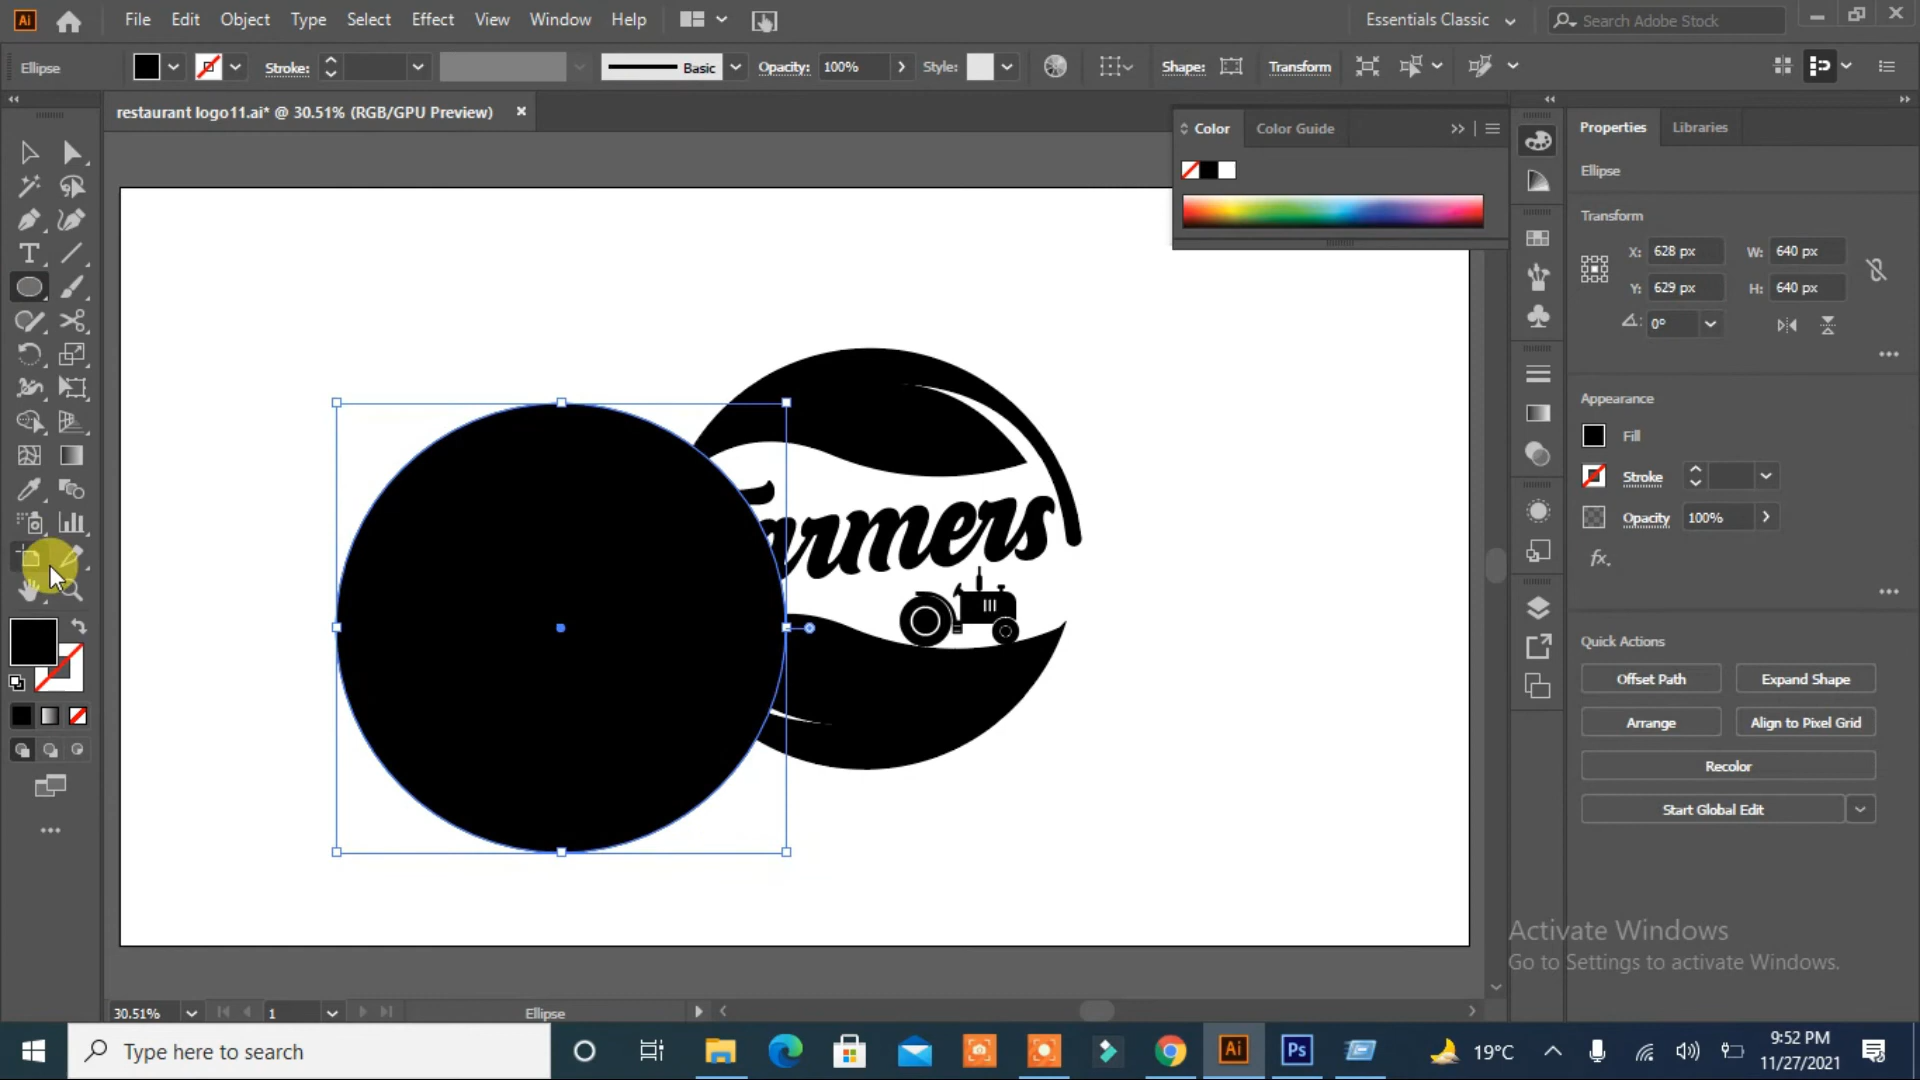 Ai File Edit Object Type Select Effect View Window Help Essentials Classic Search Adobe Stock
Ellipse Stroke: Basic Opacity: 100% Style: Shape: Transform
restaurant logo11.ai* @ 30.51% (RGB/GPU Preview)
Color Color Guide
Properties Libraries
Ellipse
Transform
X: 628 px W: 640 px
Y: 629 px H: 640 px
0°
Appearance
Fill
Stroke
Opacity 100%
fx.
Quick Actions
Offset Path Expand Shape
Arrange Align to Pixel Grid
Recolor
Start Global Edit
armers
Activate Windows
Go to Settings to activate Windows.
30.51% 1 Ellipse
Type here to search
Ai Ps 19°C
9:52 PM
11/27/2021